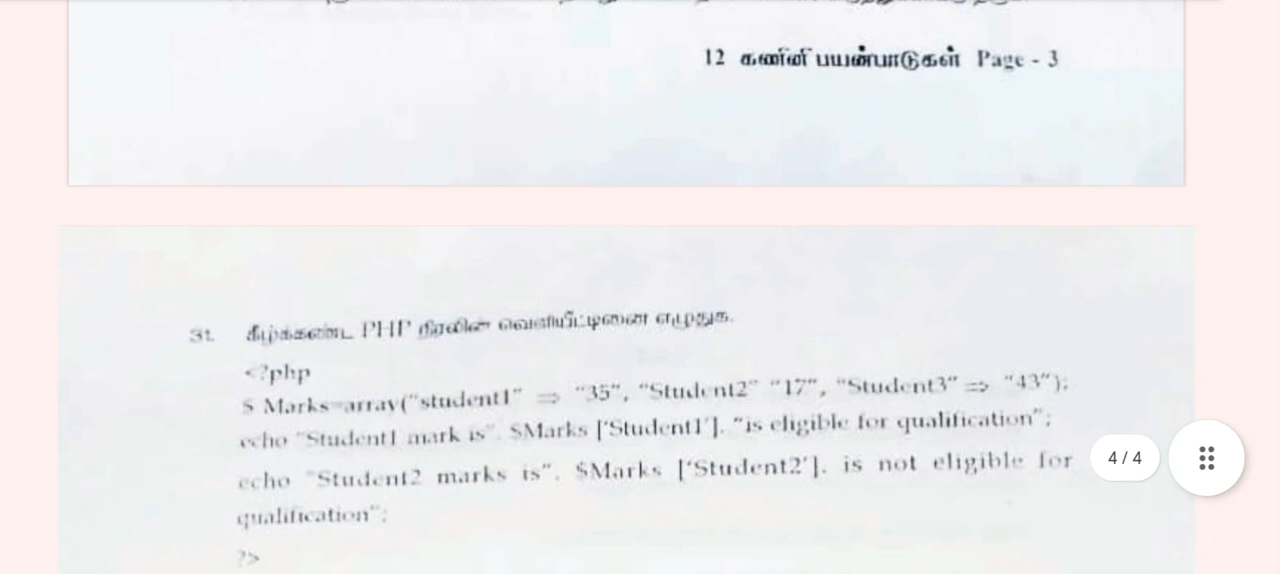 12 கணினி பயன்பாடுகள் Page - 3
31. கீழ்க்கண்ட PHP நிரலின் வெளியீட்டினை எழுதுக.
<?php
$ Marks=array("student1" => "35", "Student2" "17", "Student3" => "43");
echo "Student1 mark is". $Marks ['Student1']. "is eligible for qualification";
4 / 4
echo "Student2 marks is". $Marks ['Student2']. is not eligible for
qualification";
?>